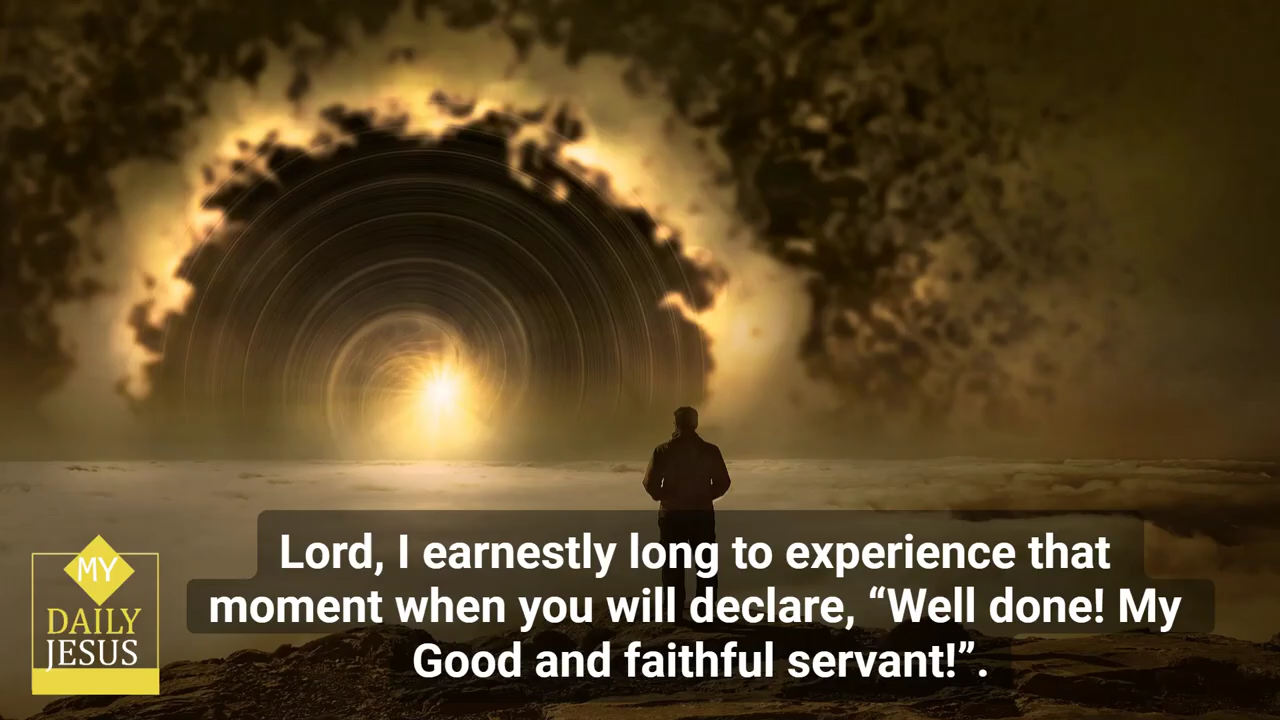 Lord, I earnestly long to experience that
moment when you will declare, “Well done! My
Good and faithful servant!”.
MY
DAILY
JESUS